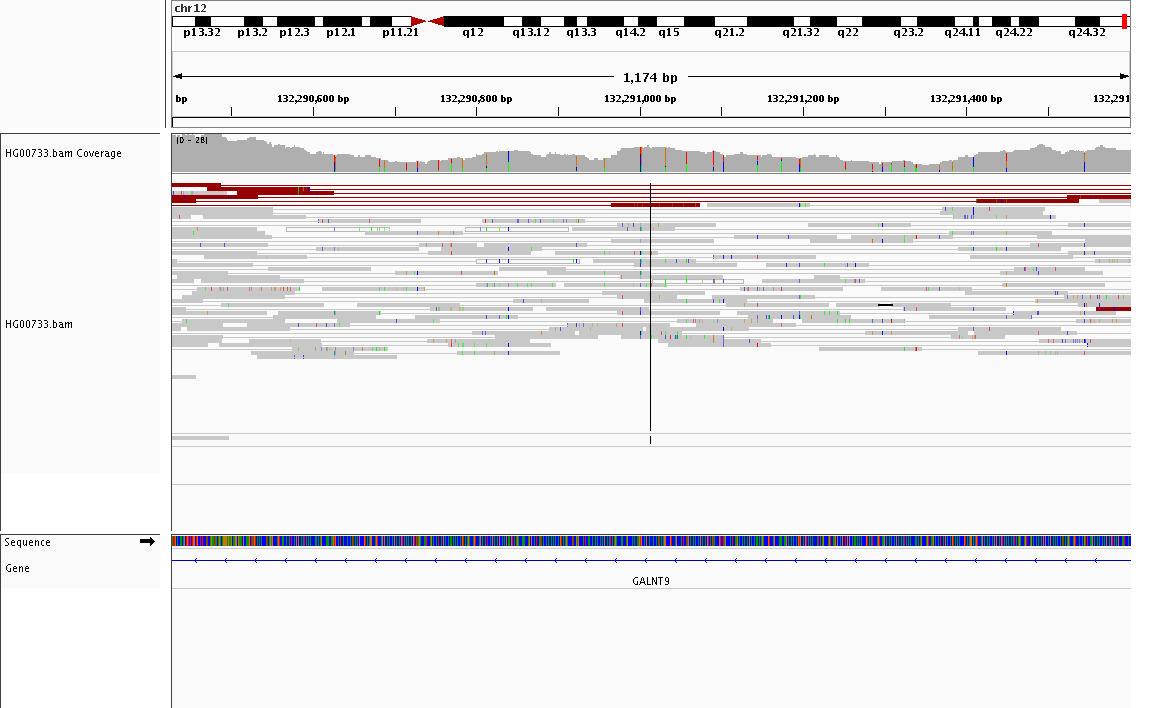 chr12
p13.32 p13.2 p12.3 p12.1 p11.21 q12 q13.12 q13.3 q14.2 q15 q21.2 q21.32 q22 q23.2 q24.11 q24.22 q24.32
1,174 bp
bp 132,290,600 bp 132,290,800 bp 132,291,000 bp 132,291,200 bp 132,291,400 bp 132,291
[0 - 28]
HG00733.bam Coverage
HG00733.bam
Sequence
Gene
GALNT9